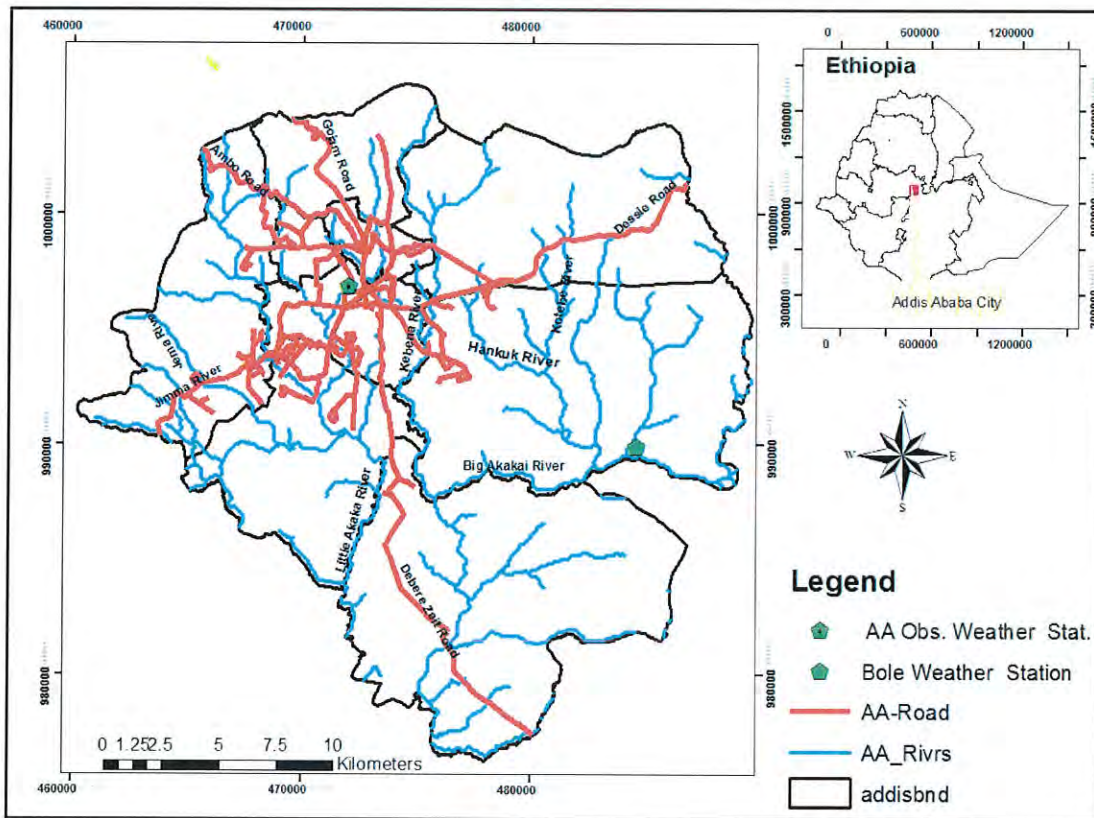 460000 470000 480000
1000000
990000
980000
Ambo Road
Gojam Road
Dessie Road
Kotebe River
Kebena River
Hankuk River
Jema River
Jimma River
Big Akakai River
Little Akaka River
Debere Zeit Road
0 1.25 2.5 5 7.5 10
Kilometers
1000000
990000
980000
460000 470000 480000
0 600000 1200000
Ethiopia
1500000
900000
300000
Addis Ababa City
0 600000 1200000
N
W E
S
Legend
AA Obs. Weather Stat.
Bole Weather Station
AA-Road
AA_Rivrs
addisbnd